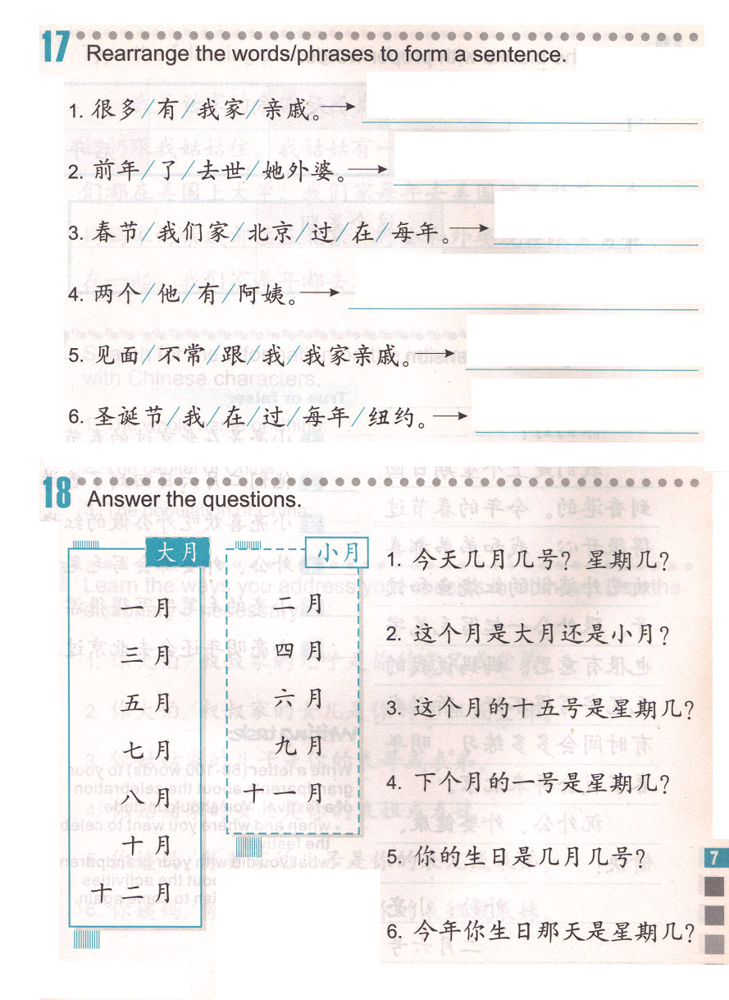 17 Rearrange the words/phrases to form a sentence.
1. 很多/有/我家/亲戚。→
2. 前年/了/去世/她外婆。→
3. 春节/我们家/北京/过/在/每年。→
4. 两个/他/有/阿姨。→
5. 见面/不常/跟/我/我家亲戚。→
6. 圣诞节/我/在/过/每年/纽约。→
18 Answer the questions.
大月
一月
三月
五月
七月
八月
十月
十二月
小月
二月
四月
六月
九月
十一月
1. 今天几月几号？星期几？
2. 这个月是大月还是小月？
3. 这个月的十五号是星期几？
4. 下个月的一号是星期几？
5. 你的生日是几月几号？
6. 今年你生日那天是星期几？
7